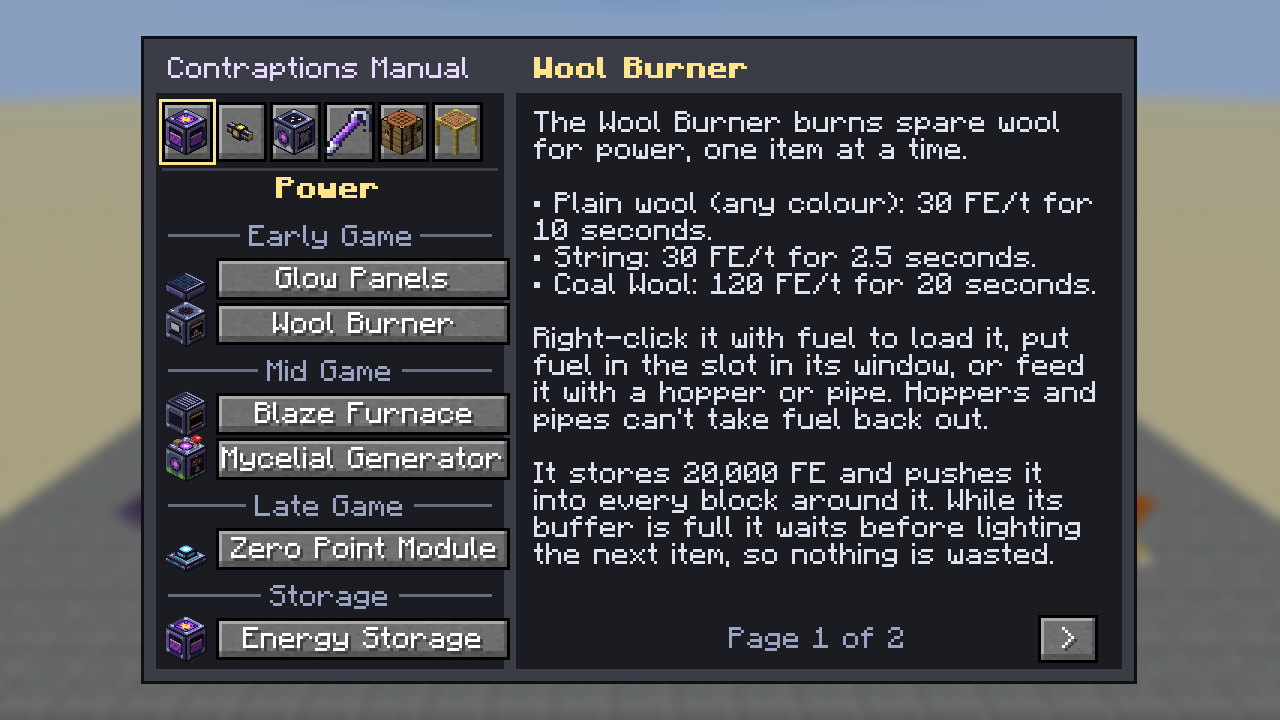 Contraptions Manual
Power
Early Game
Glow Panels
Wool Burner
Mid Game
Blaze Furnace
Mycelial Generator
Late Game
Zero Point Module
Storage
Energy Storage
Wool Burner
The Wool Burner burns spare wool
for power, one item at a time.
▪ Plain wool (any colour): 30 FE/t for
10 seconds.
▪ String: 30 FE/t for 2.5 seconds.
▪ Coal Wool: 120 FE/t for 20 seconds.
Right-click it with fuel to load it, put
fuel in the slot in its window, or feed
it with a hopper or pipe. Hoppers and
pipes can't take fuel back out.
It stores 20,000 FE and pushes it
into every block around it. While its
buffer is full it waits before lighting
the next item, so nothing is wasted.
Page 1 of 2
>